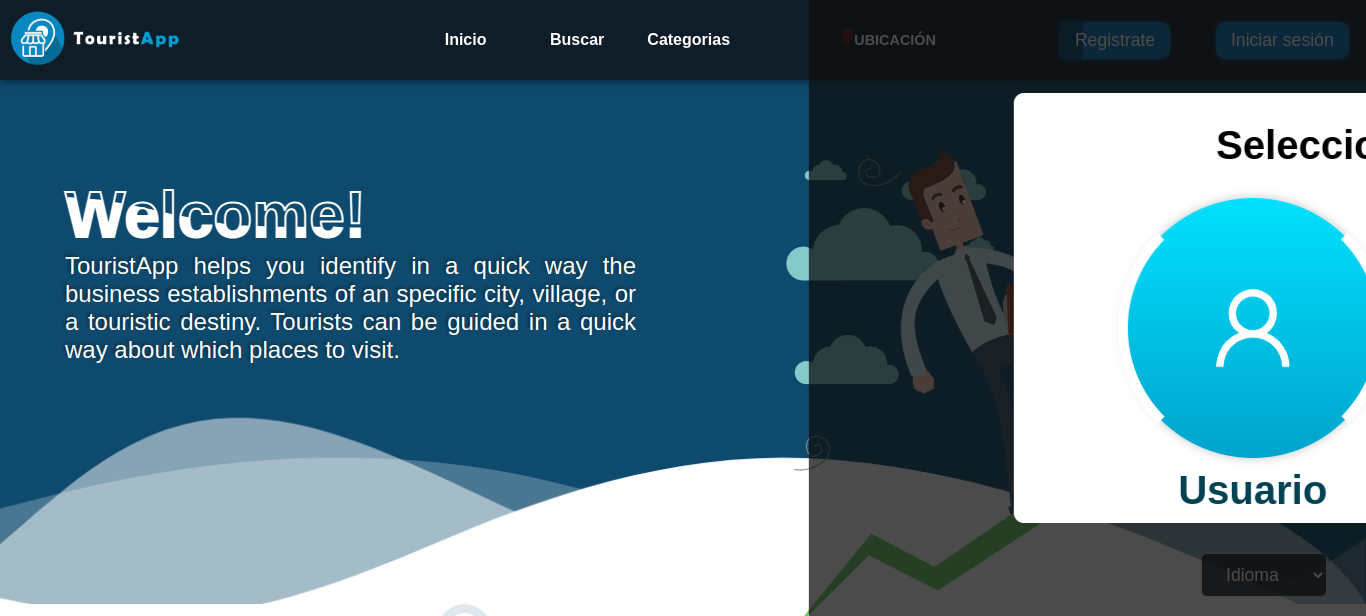 TouristApp
Inicio Buscar Categorias UBICACIÓN Registrate Iniciar sesión
Welcome!
TouristApp helps you identify in a quick way the
business establishments of an specific city, village, or
a touristic destiny. Tourists can be guided in a quick
way about which places to visit.
Seleccio
Usuario
Idioma